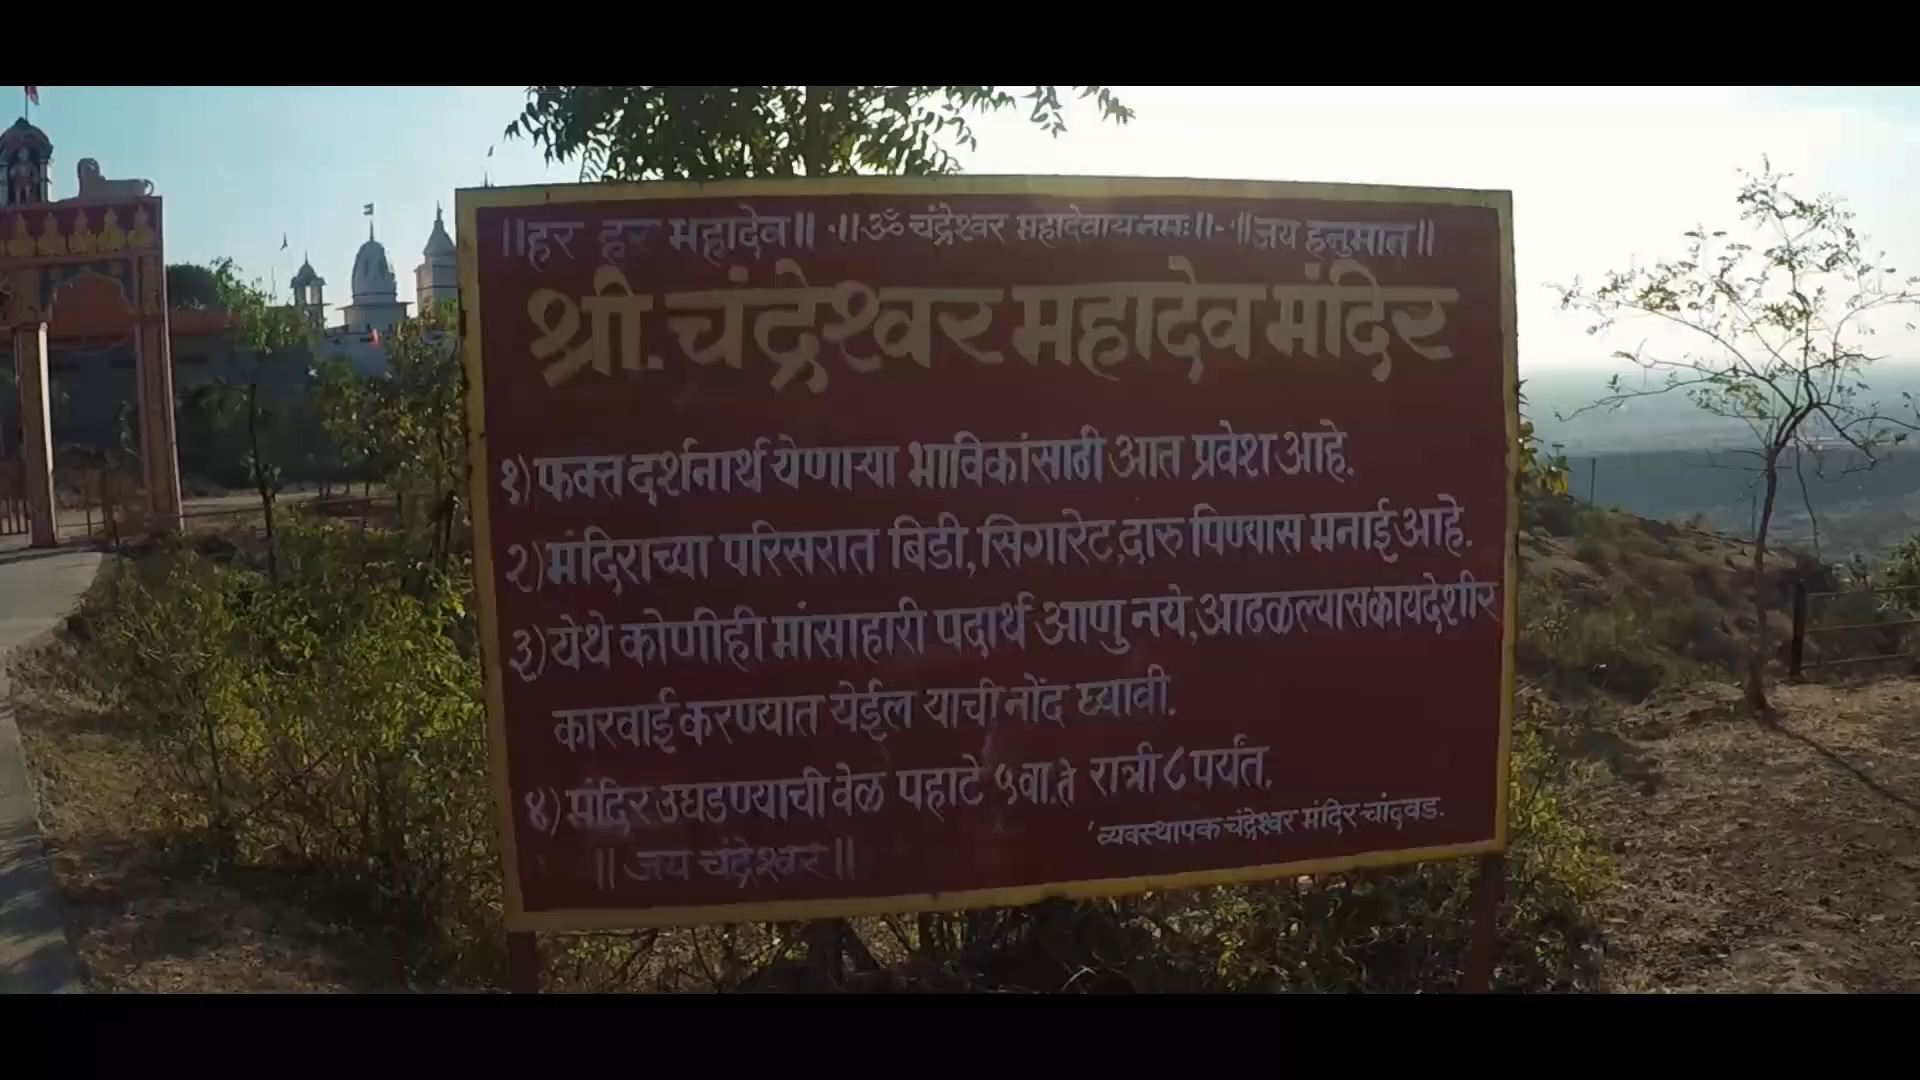 ॥हर हर महादेव॥ ॥ॐ चंद्रेश्वर महादेवाय नमः॥ ॥जय हनुमान॥
श्री. चंद्रेश्वर महादेव मंदिर
१) फक्त दर्शनार्थ येणाऱ्या भाविकांसाठी आत प्रवेश आहे.
२) मंदिराच्या परिसरात बिडी, सिगारेट, दारु पिण्यास मनाई आहे.
३) येथे कोणीही मांसाहारी पदार्थ आणु नये, आढळल्यास कायदेशीर
कारवाई करण्यात येईल याची नोंद घ्यावी.
४) मंदिर उघडण्याची वेळ पहाटे ५ वा. ते रात्री ८ पर्यंत.
व्यवस्थापक चंद्रेश्वर मंदिर चांदवड.
॥ जय चंद्रेश्वर ॥